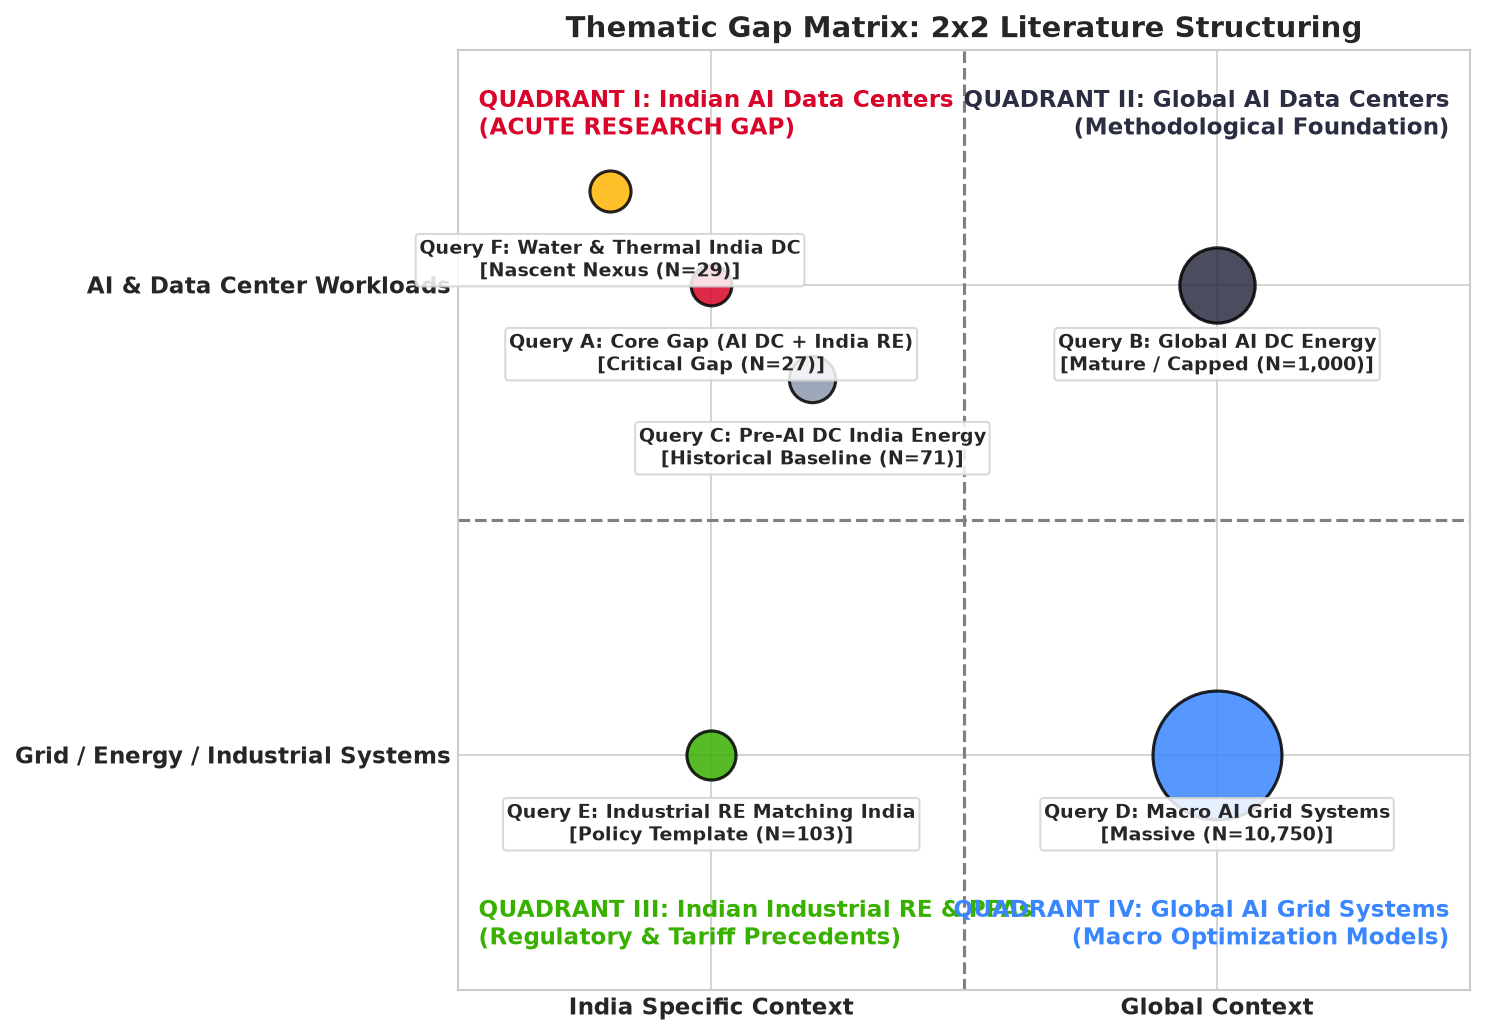 Thematic Gap Matrix: 2x2 Literature Structuring
QUADRANT I: Indian AI Data Centers
(ACUTE RESEARCH GAP)
QUADRANT II: Global AI Data Centers
(Methodological Foundation)
Query F: Water & Thermal India DC
[Nascent Nexus (N=29)]
AI & Data Center Workloads
Query A: Core Gap (AI DC + India RE)
[Critical Gap (N=27)]
Query B: Global AI DC Energy
[Mature / Capped (N=1,000)]
Query C: Pre-AI DC India Energy
[Historical Baseline (N=71)]
Grid / Energy / Industrial Systems
Query E: Industrial RE Matching India
[Policy Template (N=103)]
Query D: Macro AI Grid Systems
[Massive (N=10,750)]
QUADRANT III: Indian Industrial RE & PPAs
(Regulatory & Tariff Precedents)
QUADRANT IV: Global AI Grid Systems
(Macro Optimization Models)
India Specific Context
Global Context